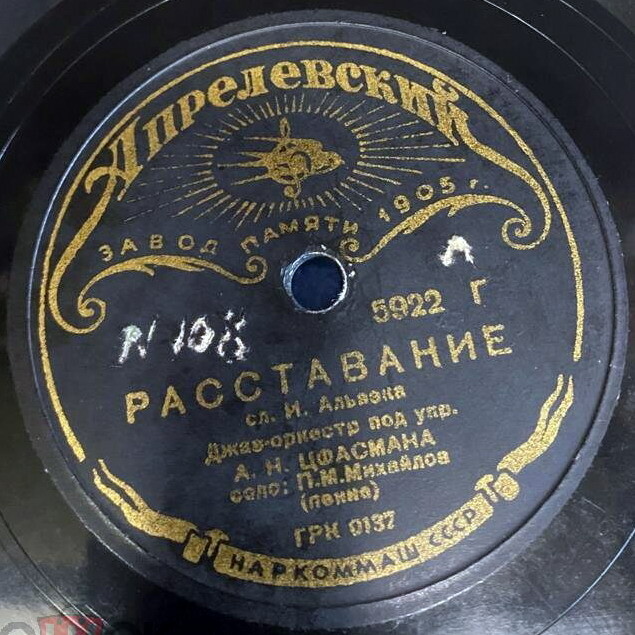 Апрелевский
ЗАВОД ПАМЯТИ 1905 г.
А
5922 Г
N 108
РАССТАВАНИЕ
сл. И. Альвэка
Джаз-оркестр под упр.
А. Н. ЦФАСМАНА
соло: П.М.Михайлов
(пение)
ГРК 0137
НАРКОММАШ СССР